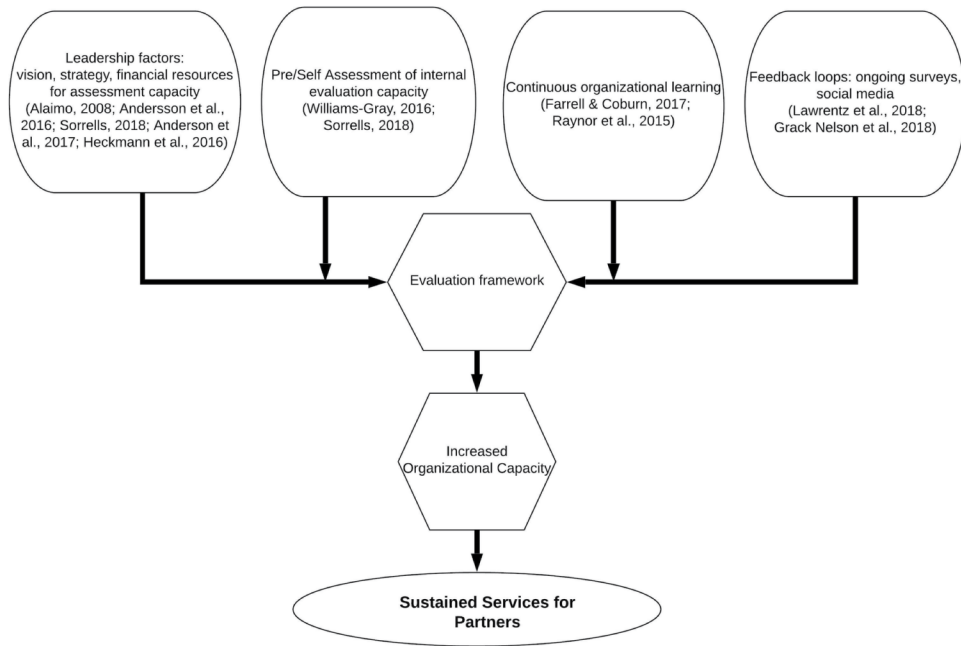 Leadership factors:
vision, strategy, financial resources
for assessment capacity
(Alaimo, 2008; Andersson et al.,
2016; Sorrells, 2018; Anderson et
al., 2017; Heckmann et al., 2016)
Pre/Self Assessment of internal
evaluation capacity
(Williams-Gray, 2016;
Sorrells, 2018)
Continuous organizational learning
(Farrell & Coburn, 2017;
Raynor et al., 2015)
Feedback loops: ongoing surveys,
social media
(Lawrentz et al., 2018;
Grack Nelson et al., 2018)
Evaluation framework
Increased
Organizational Capacity
Sustained Services for
Partners